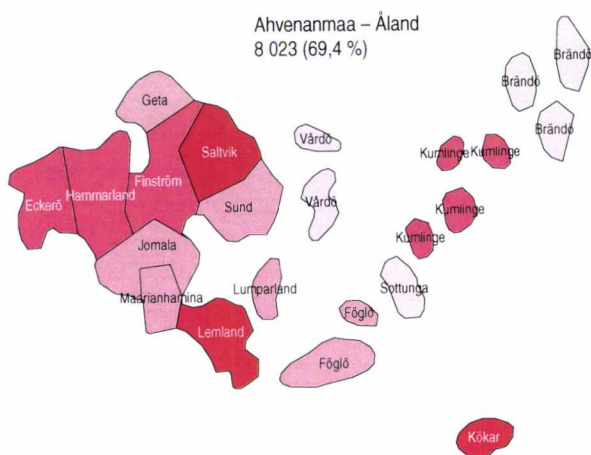 Ahvenanmaa – Åland
8 023 (69,4 %)
Brändö
Brändö
Geta
Brändö
Vårdö
Saltvik
Kumlinge
Kumlinge
Finström
Hammarland
Eckerö
Sund
Vårdö
Kumlinge
Kumlinge
Jomala
Lumparland
Sottunga
Maarianhamina
Föglö
Lemland
Föglö
Kökar